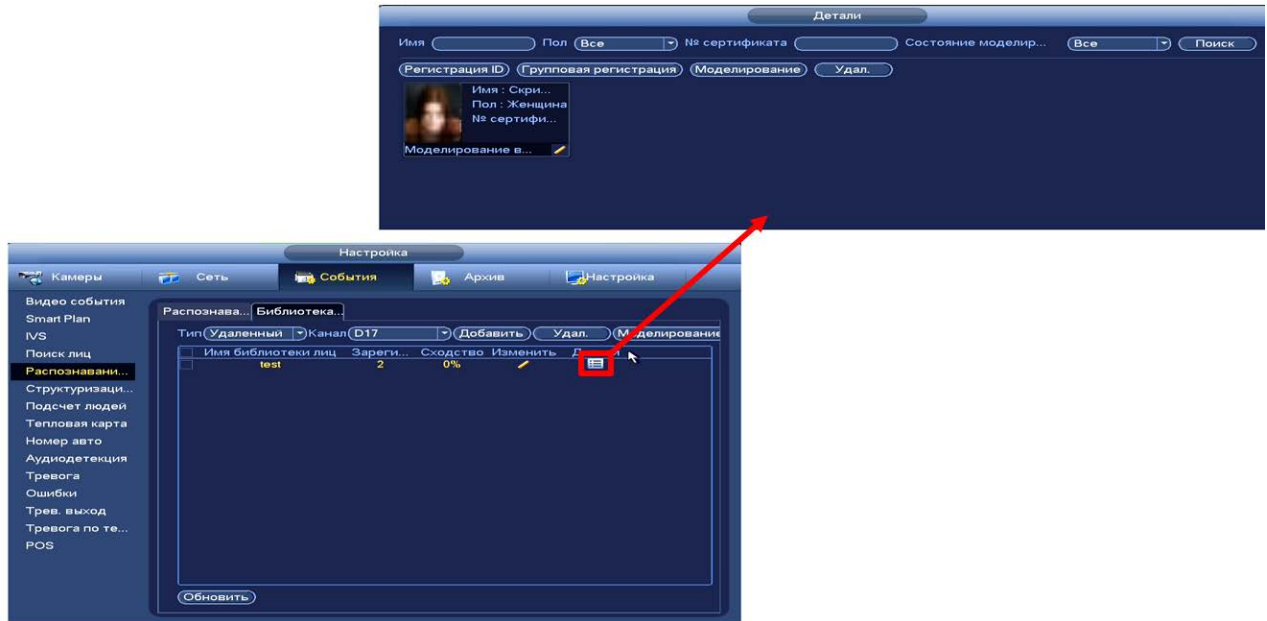 Детали
Имя Пол Все № сертификата Состояние моделир... Все Поиск
Регистрация ID Групповая регистрация Моделирование Удал.
Имя : Скри...
Пол : Женщина
№ сертифи...
Моделирование в...
Настройка
Камеры Сеть События Архив Настройка
Видео события
Smart Plan
IVS
Поиск лиц
Распознавани...
Структуризаци...
Подсчет людей
Тепловая карта
Номер авто
Аудиодетекция
Тревога
Ошибки
Трев. выход
Тревога по те...
POS
Распознава... Библиотека...
Тип Удаленный Канал D17 Добавить Удал. Моделирование
Имя библиотеки лиц Зареги... Сходство Изменить
test 2 0%
Обновить